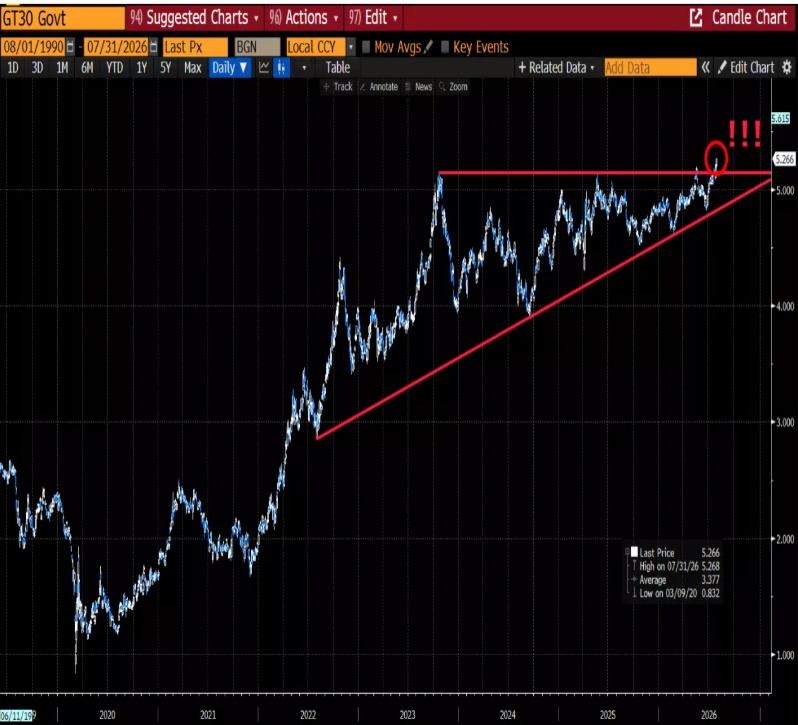 GT30 Govt 94) Suggested Charts 96) Actions 97) Edit Candle Chart
08/01/1990 - 07/31/2026 Last Px BGN Local CCY Mov Avgs Key Events
1D 3D 1M 6M YTD 1Y 5Y Max Daily ▼ Table + Related Data Add Data « Edit Chart
Track Annotate News Zoom
5.615
!!!
5.266
5.000
4.000
3.000
2.000
Last Price 5.266
High on 07/31/26 5.268
Average 3.377
Low on 03/09/20 0.832
1.000
06/11/19 2020 2021 2022 2023 2024 2025 2026